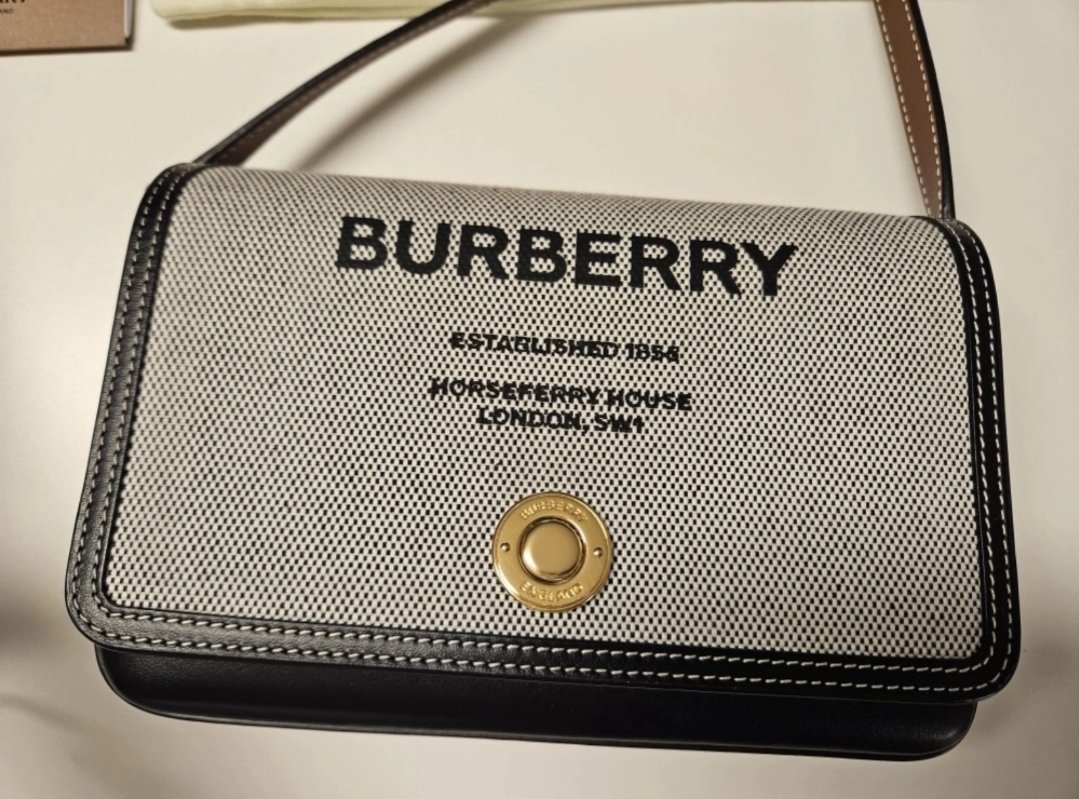 BURBERRY
ESTABLISHED 1856
HORSEFERRY HOUSE
LONDON, SW1
BURBERRY
ENGLAND